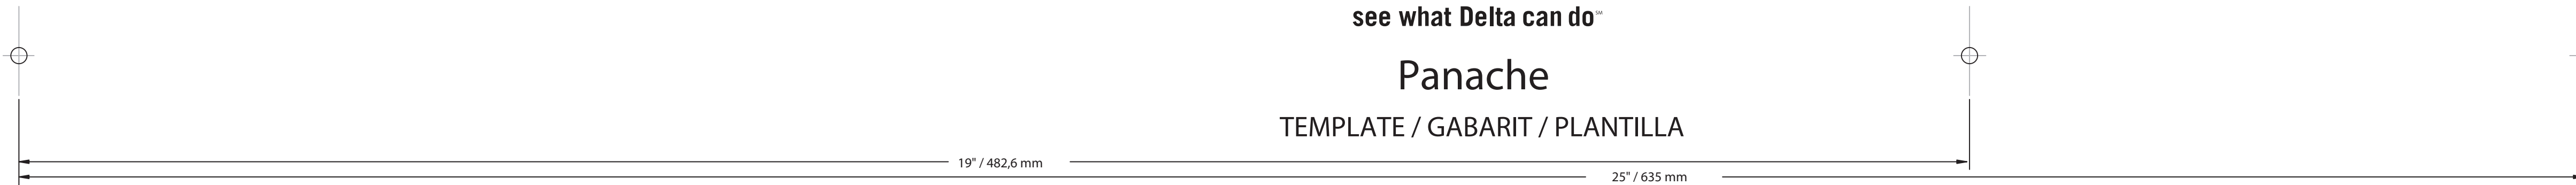 see what Delta can do℠
Panache
TEMPLATE / GABARIT / PLANTILLA
19" / 482,6 mm
25" / 635 mm